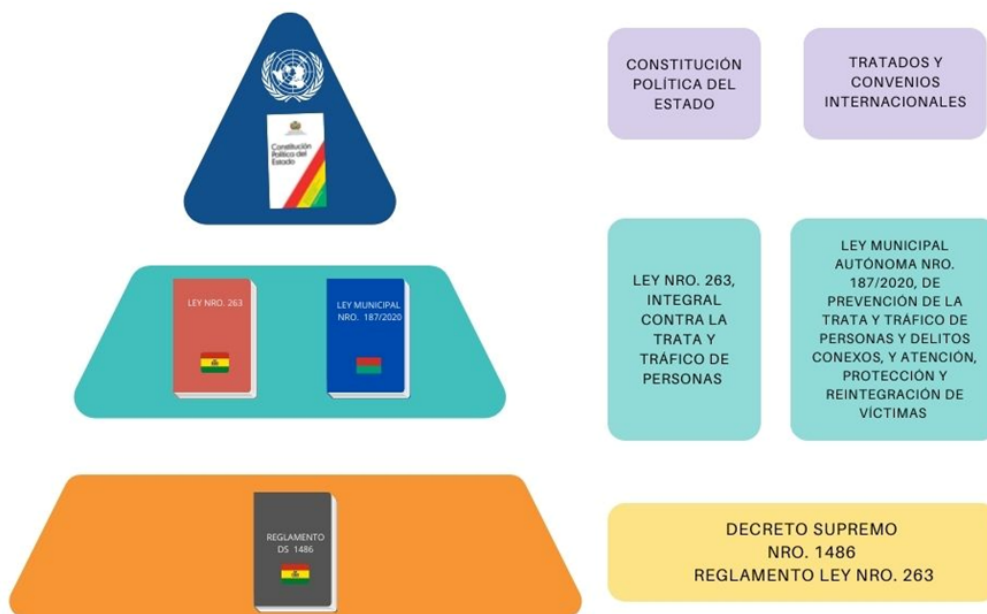 Constitución
Política del
Estado
CONSTITUCIÓN
POLÍTICA DEL
ESTADO
TRATADOS Y
CONVENIOS
INTERNACIONALES
LEY NRO. 263
LEY MUNICIPAL
NRO. 187/2020
LEY NRO. 263,
INTEGRAL
CONTRA LA
TRATA Y
TRÁFICO DE
PERSONAS
LEY MUNICIPAL
AUTÓNOMA NRO.
187/2020, DE
PREVENCIÓN DE LA
TRATA Y TRÁFICO DE
PERSONAS Y DELITOS
CONEXOS, Y ATENCIÓN,
PROTECCIÓN Y
REINTEGRACIÓN DE
VÍCTIMAS
REGLAMENTO
DS 1486
DECRETO SUPREMO
NRO. 1486
REGLAMENTO LEY NRO. 263